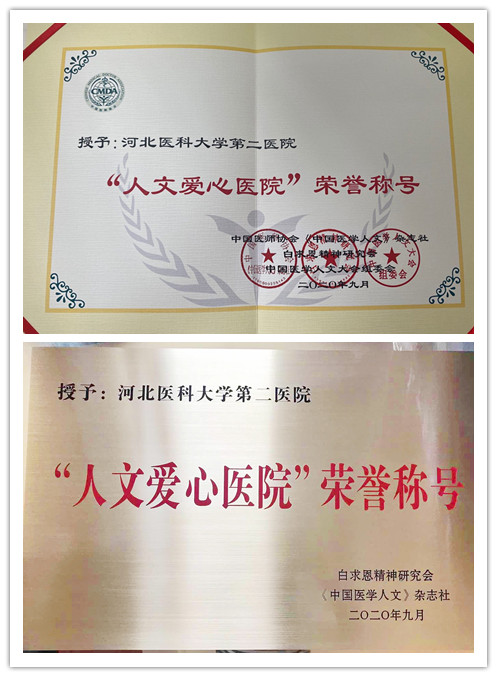 CMDA
授予：河北医科大学第二医院
“人文爱心医院”荣誉称号
中国医师协会《中国医学人文》杂志社
白求恩精神研究会
中国医学人文大会组委会
二〇二〇年九月
组委会
授予：河北医科大学第二医院
“人文爱心医院”荣誉称号
白求恩精神研究会
《中国医学人文》杂志社
二〇二〇年九月